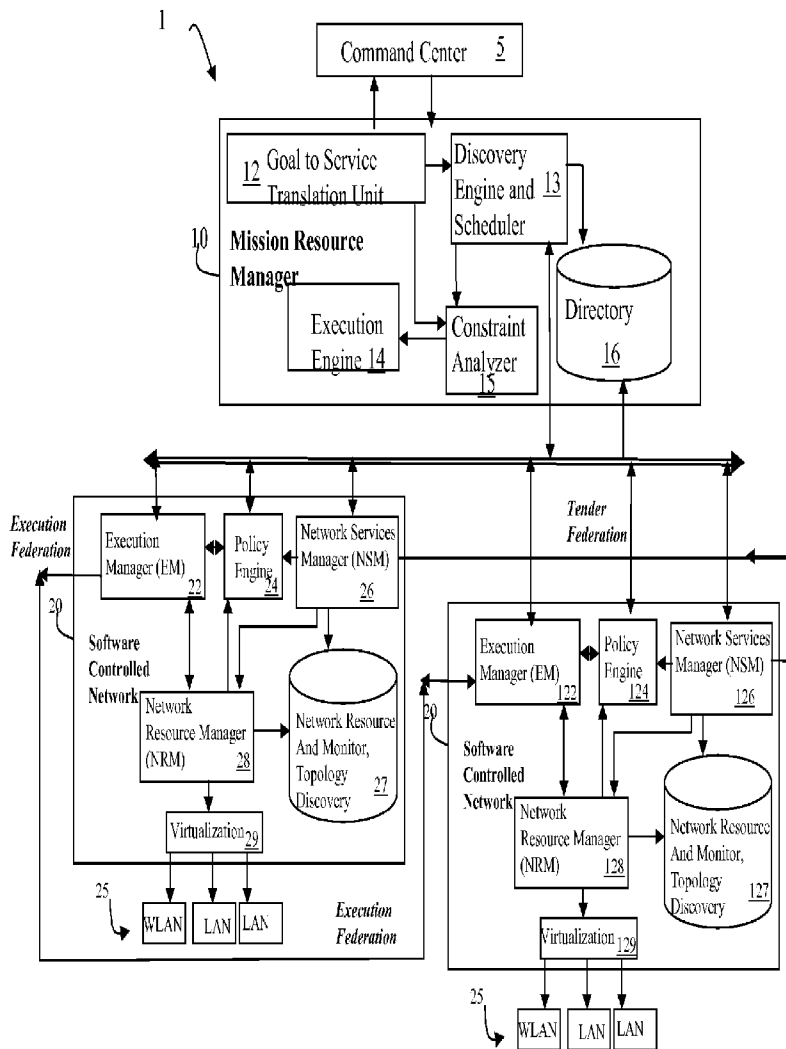 1
Command Center 5
12 Goal to Service
Translation Unit
Discovery
Engine and
Scheduler
13
10
Mission Resource
Manager
Execution
Engine 14
Constraint
Analyzer
15
Directory
16
Execution
Federation
Tender
Federation
Execution
Manager (EM)
22
Policy
Engine
24
Network Services
Manager (NSM)
26
20
Software
Controlled
Network
Network
Resource Manager
(NRM)
28
Network Resource
And Monitor,
Topology
Discovery
27
Virtualization
29
25
WLAN
LAN
LAN
Execution
Federation
Execution
Manager (EM)
122
Policy
Engine
124
Network Services
Manager (NSM)
126
20
Software
Controlled
Network
Network
Resource Manager
(NRM)
128
Network Resource
And Monitor,
Topology
Discovery
127
Virtualization
129
25
WLAN
LAN
LAN